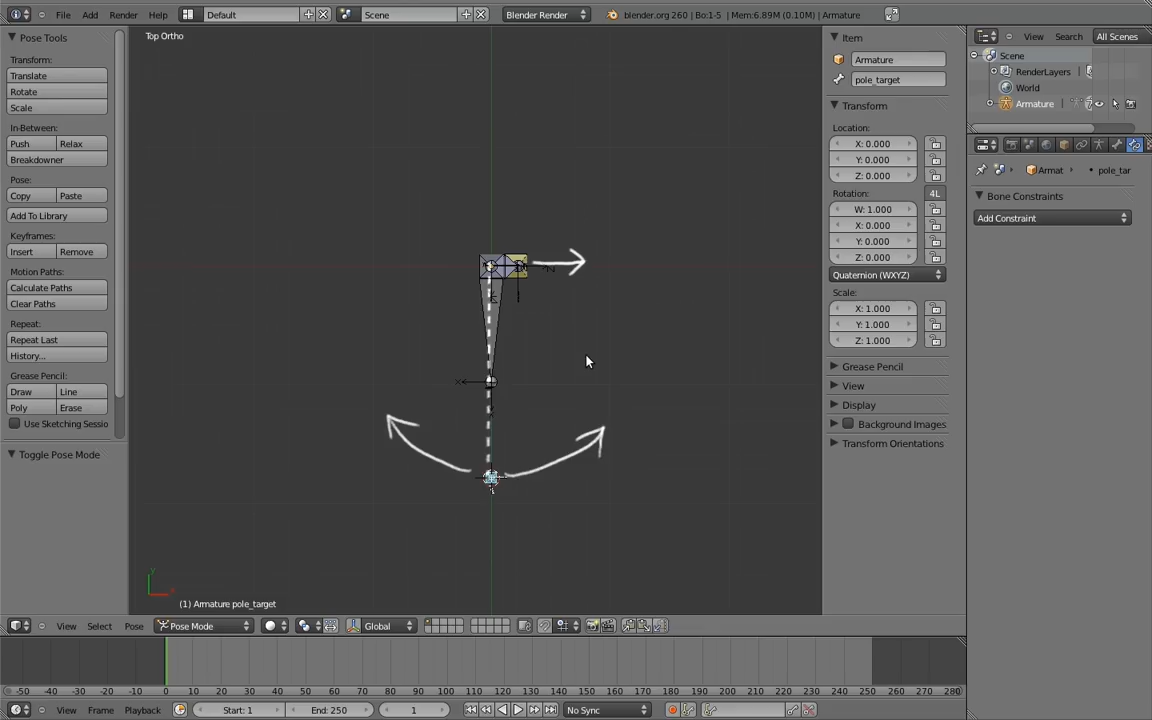 File Add Render Help Default Scene Blender Render blender.org 260 | Bo:1-5 | Mem:6.89M (0.10M) | Armature
Pose Tools
Transform:
Translate
Rotate
Scale
In-Between:
Push Relax
Breakdowner
Pose:
Copy Paste
Add To Library
Keyframes:
Insert Remove
Motion Paths:
Calculate Paths
Clear Paths
Repeat:
Repeat Last
History...
Grease Pencil:
Draw Line
Poly Erase
Use Sketching Sessio
Toggle Pose Mode
Top Ortho
(1) Armature pole_target
Item
Armature
pole_target
Transform
Location:
X: 0.000
Y: 0.000
Z: 0.000
Rotation:
4L
W: 1.000
X: 0.000
Y: 0.000
Z: 0.000
Quaternion (WXYZ)
Scale:
X: 1.000
Y: 1.000
Z: 1.000
Grease Pencil
View
Display
Background Images
Transform Orientations
View Search All Scenes
Scene
RenderLayers
World
Armature
Armat pole_tar
Bone Constraints
Add Constraint
View Select Pose Pose Mode Global
-50 -40 -30 -20 -10 0 10 20 30 40 50 60 70 80 90 100 110 120 130 140 150 160 170 180 190 200 210 220 230 240 250 260 270 280
View Frame Playback Start: 1 End: 250 1 No Sync